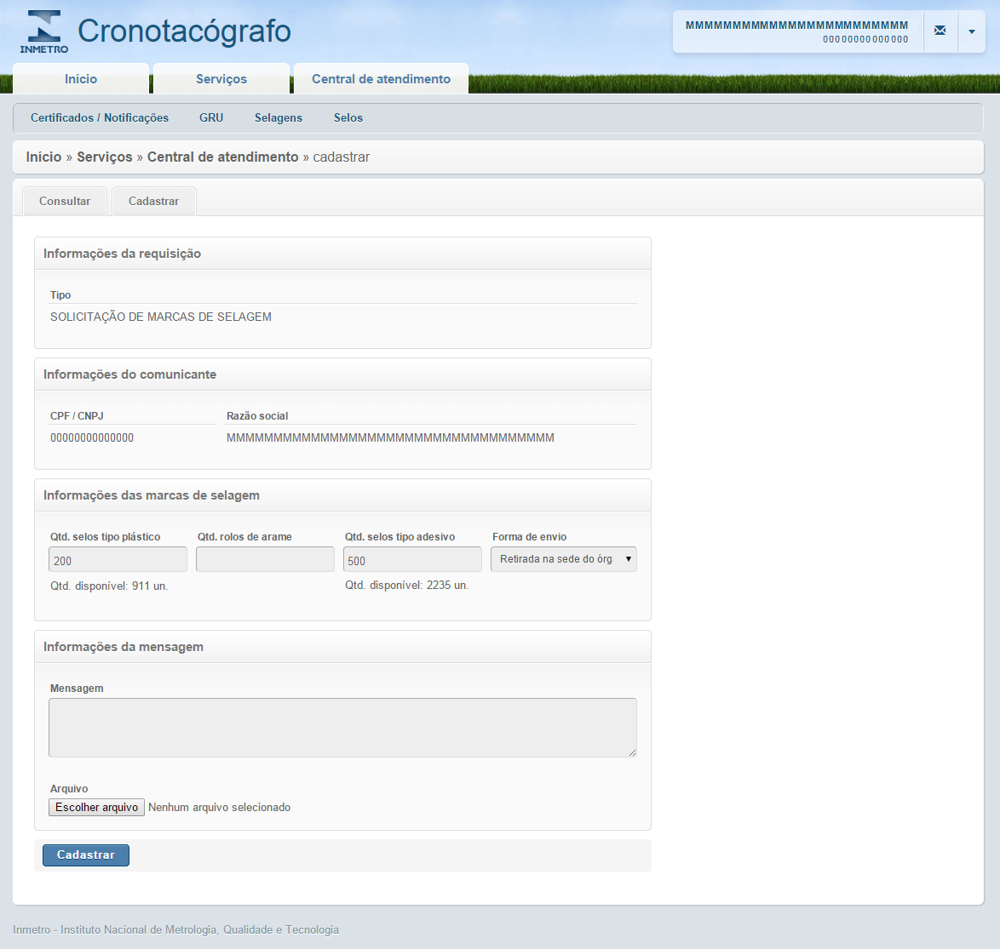 INMETRO
Cronotacógrafo
MMMMMMMMMMMMMMMMMMMMMMMM
00000000000000
Início Serviços Central de atendimento
Certificados / Notificações GRU Selagens Selos
Início » Serviços » Central de atendimento » cadastrar
Consultar Cadastrar
Informações da requisição
Tipo
SOLICITAÇÃO DE MARCAS DE SELAGEM
Informações do comunicante
CPF / CNPJ Razão social
00000000000000 MMMMMMMMMMMMMMMMMMMMMMMMMMMMMMMMMMM
Informações das marcas de selagem
Qtd. selos tipo plástico Qtd. rolos de arame Qtd. selos tipo adesivo Forma de envio
200 500 Retirada na sede do órg
Qtd. disponível: 911 un. Qtd. disponível: 2235 un.
Informações da mensagem
Mensagem
Arquivo
Escolher arquivo Nenhum arquivo selecionado
Cadastrar
Inmetro - Instituto Nacional de Metrologia, Qualidade e Tecnologia